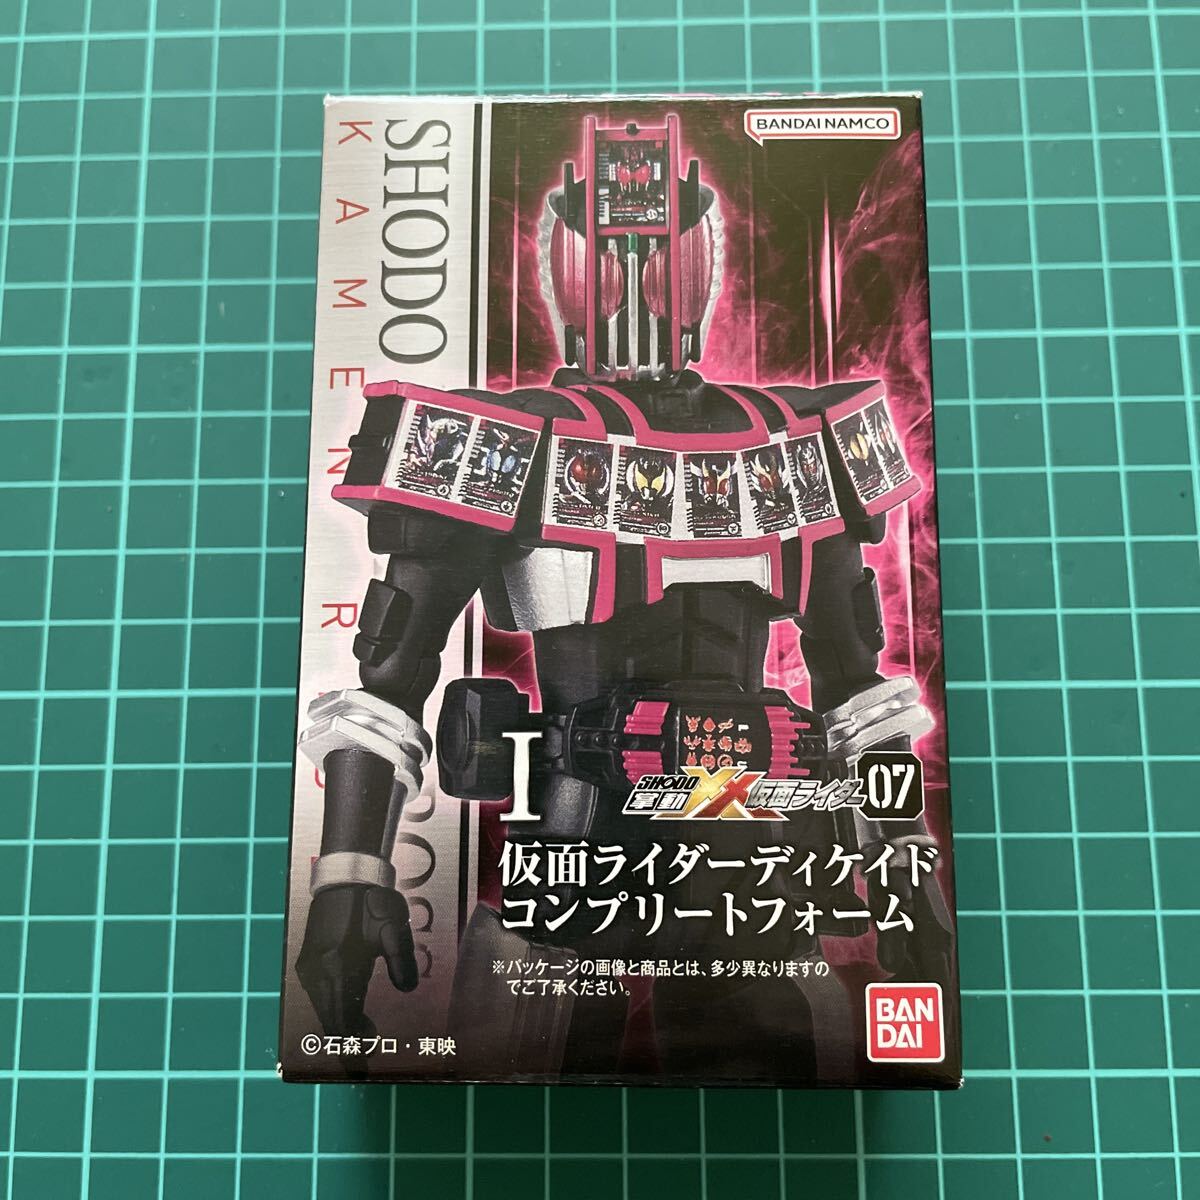 BANDAI NAMCO
SHODO
KAMEN R
I
SHODO
掌動 XX 仮面ライダー 07
仮面ライダーディケイド
コンプリートフォーム
※パッケージの画像と商品とは、多少異なりますの
でご了承ください。
BAN
DAI
©石森プロ・東映